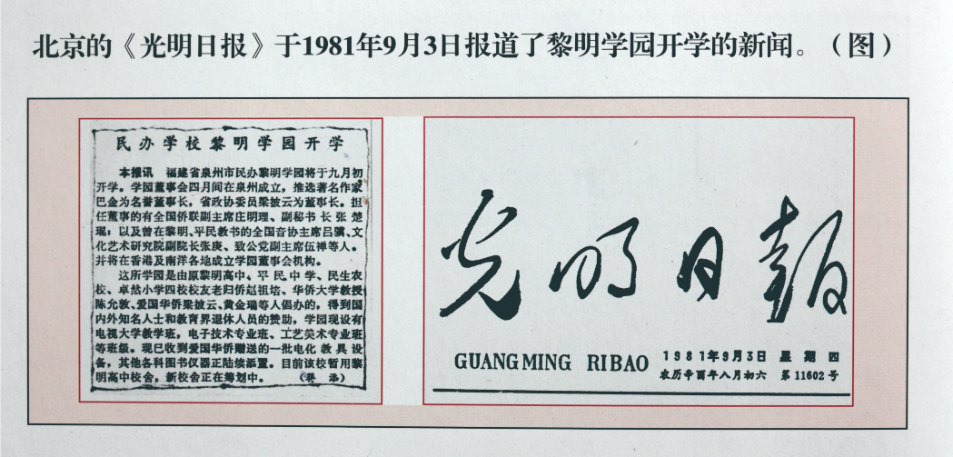 北京的《光明日报》于1981年9月3日报道了黎明学园开学的新闻。（图）
民办学校黎明学园开学
本报讯　福建省泉州市民办黎明学园将于九月初
开学。学园董事会四月间在泉州成立，推选著名作家
巴金为名誉董事长，省政协委员梁披云为董事长。担
任董事的有全国侨联副主席庄明理、副秘书长张楚
琨；以及曾在黎明、平民教书的全国音协主席吕骥、文
化艺术研究院副院长张庚、致公党副主席伍禅等人。
并将在香港及南洋各地成立学园董事会机构。
这所学园是由原黎明高中、平民中学、民生农
校、卓然小学四校校友老归侨赵祖培、华侨大学教授
陈允敦、爱国华侨梁披云、黄金瑞等人倡办的，得到国
内外知名人士和教育界退休人员的赞助，学园现设有
电视大学教学班，电子技术专业班、工艺美术专业班
等班级。现已收到爱国华侨赠送的一批电化教具设
备，其他各科图书仪器正陆续添置。目前该校暂用黎
明高中校舍，新校舍正在筹划中。
光明日报
GUANGMING RIBAO
1981年9月3日　星期四
农历辛酉年八月初六　第11602号